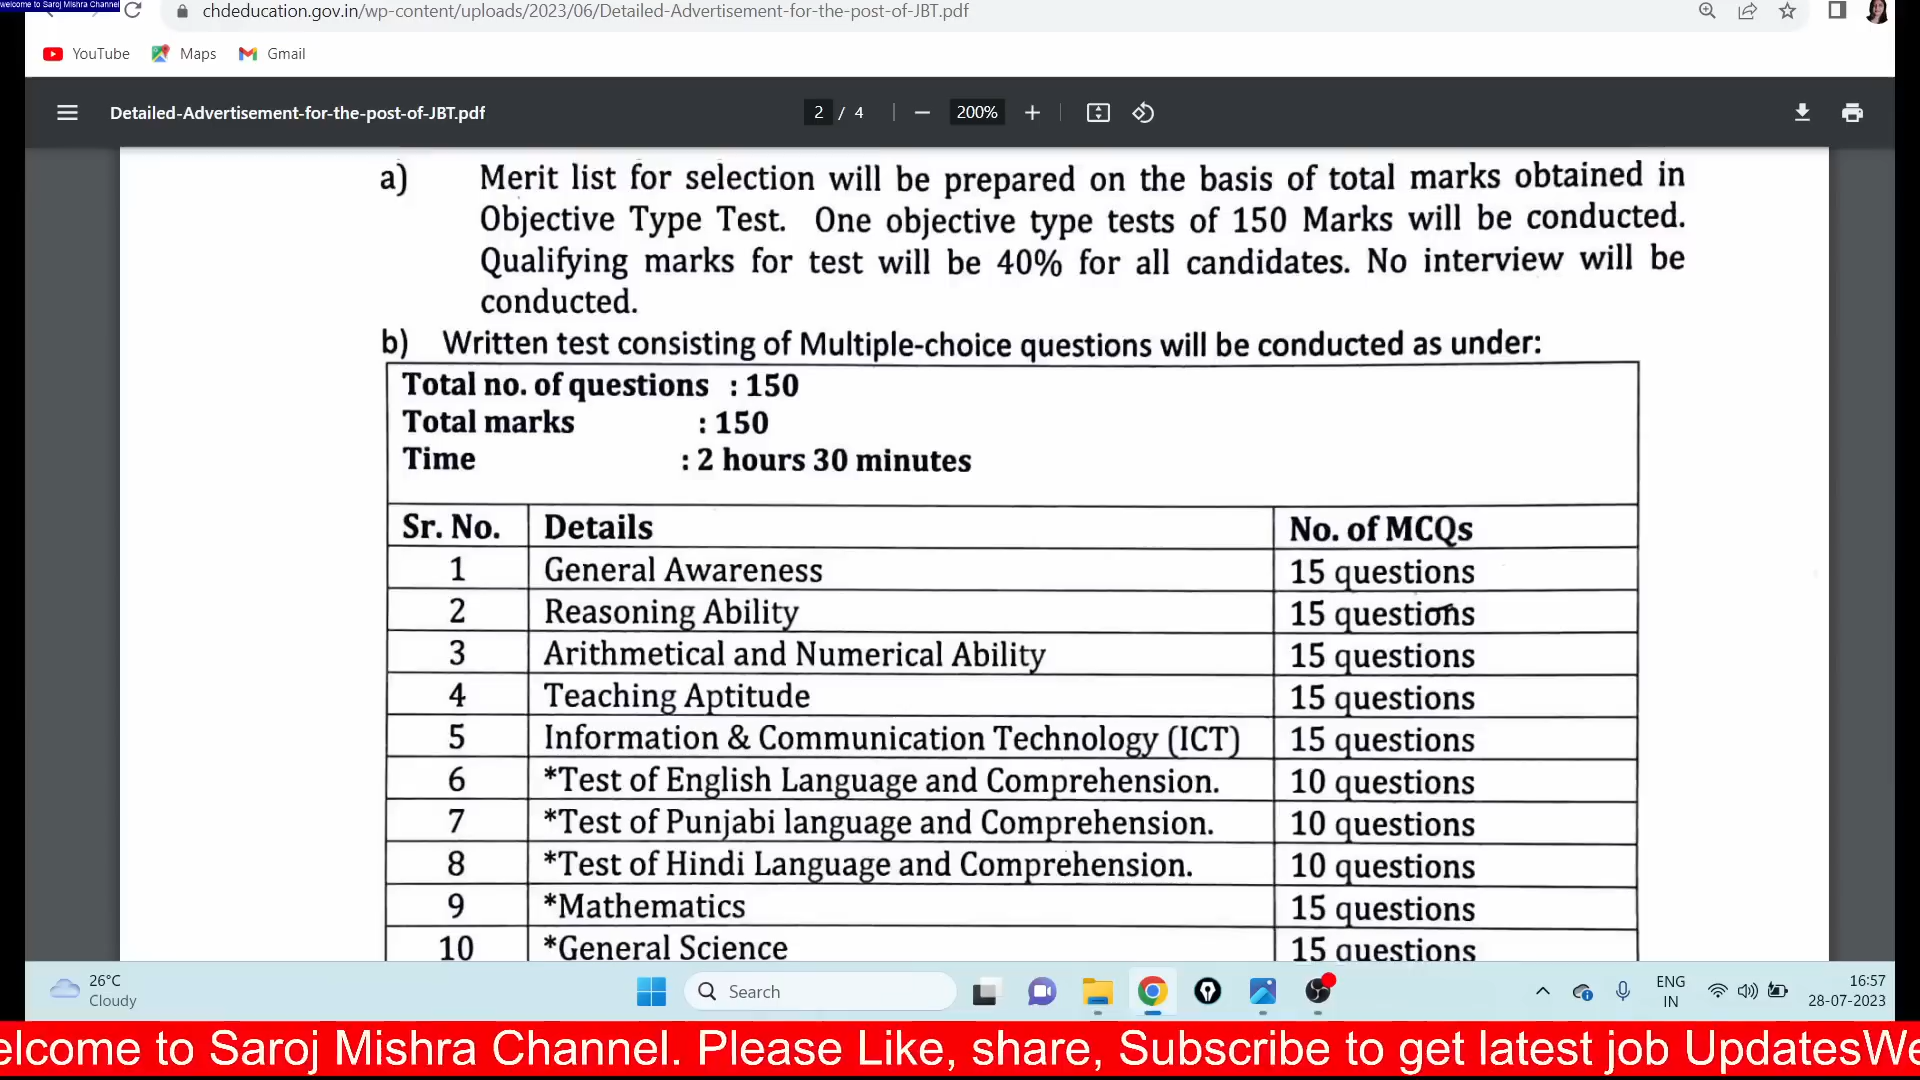 welcome to Saroj Mishra Channel
chdeducation.gov.in/wp-content/uploads/2023/06/Detailed-Advertisement-for-the-post-of-JBT.pdf
YouTube Maps Gmail
Detailed-Advertisement-for-the-post-of-JBT.pdf 2 / 4 200%
a) Merit list for selection will be prepared on the basis of total marks obtained in
Objective Type Test. One objective type tests of 150 Marks will be conducted.
Qualifying marks for test will be 40% for all candidates. No interview will be
conducted.
b) Written test consisting of Multiple-choice questions will be conducted as under:
Total no. of questions : 150
Total marks : 150
Time : 2 hours 30 minutes
Sr. No. Details No. of MCQs
1 General Awareness 15 questions
2 Reasoning Ability 15 questions
3 Arithmetical and Numerical Ability 15 questions
4 Teaching Aptitude 15 questions
5 Information & Communication Technology (ICT) 15 questions
6 *Test of English Language and Comprehension. 10 questions
7 *Test of Punjabi language and Comprehension. 10 questions
8 *Test of Hindi Language and Comprehension. 10 questions
9 *Mathematics 15 questions
10 *General Science 15 questions
26°C
Cloudy
Search
ENG
IN
16:57
28-07-2023
elcome to Saroj Mishra Channel. Please Like, share, Subscribe to get latest job UpdatesWe